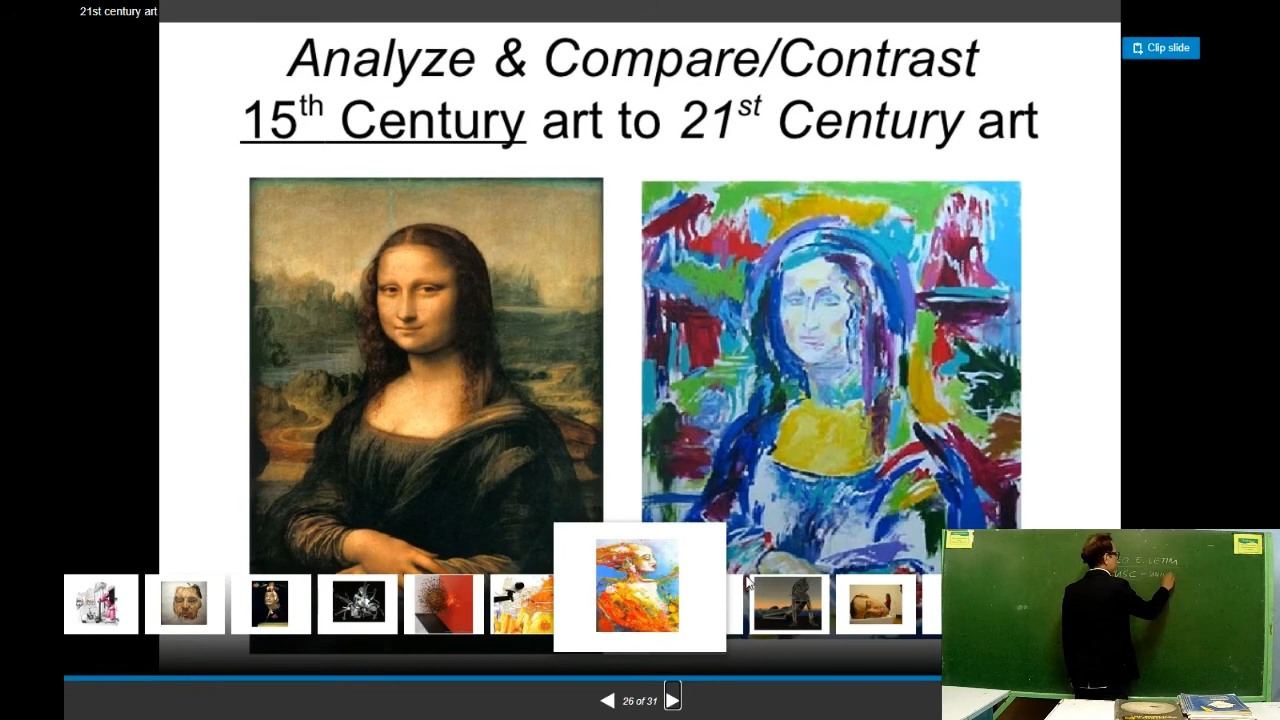 21st century art
Clip slide
Analyze & Compare/Contrast
15th Century art to 21st Century art
26 of 31